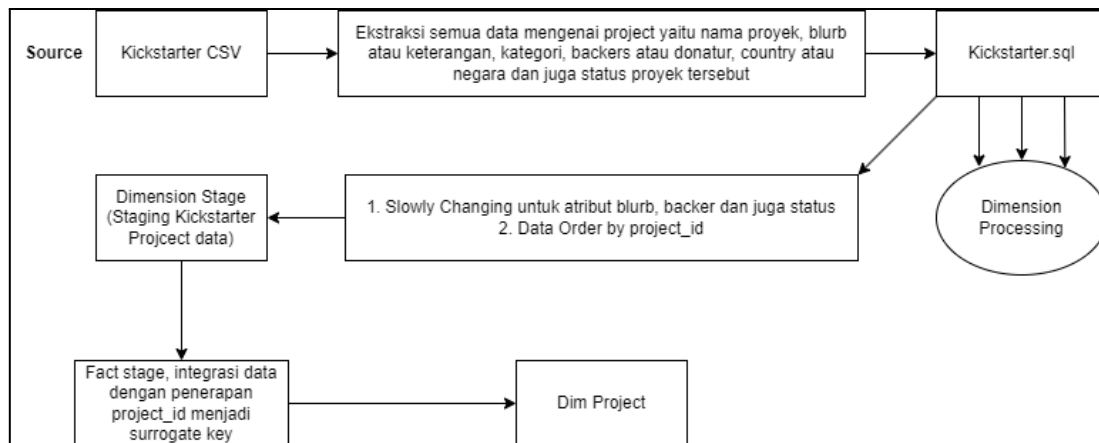 Source
Kickstarter CSV
Ekstraksi semua data mengenai project yaitu nama proyek, blurb
atau keterangan, kategori, backers atau donatur, country atau
negara dan juga status proyek tersebut
Kickstarter.sql
Dimension Stage
(Staging Kickstarter
Projcect data)
1. Slowly Changing untuk atribut blurb, backer dan juga status
2. Data Order by project_id
Dimension
Processing
Fact stage, integrasi data
dengan penerapan
project_id menjadi
surrogate key
Dim Project